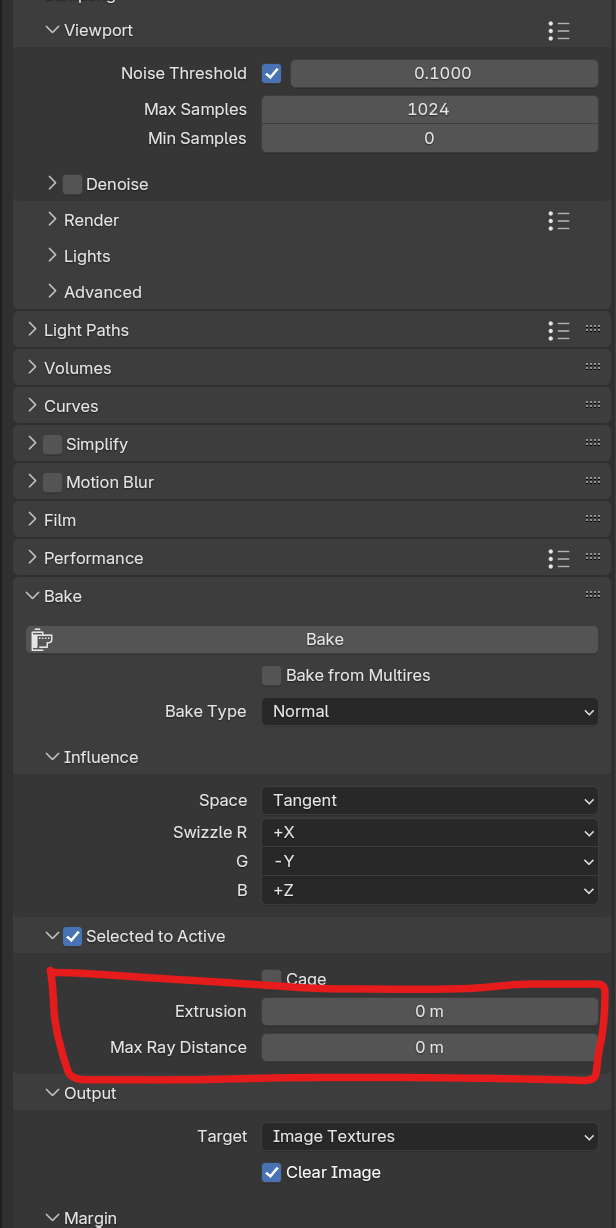 Viewport
Noise Threshold 0.1000
Max Samples 1024
Min Samples 0
Denoise
Render
Lights
Advanced
Light Paths
Volumes
Curves
Simplify
Motion Blur
Film
Performance
Bake
Bake
Bake from Multires
Bake Type Normal
Influence
Space Tangent
Swizzle R +X
G -Y
B +Z
Selected to Active
Cage
Extrusion 0 m
Max Ray Distance 0 m
Output
Target Image Textures
Clear Image
Margin